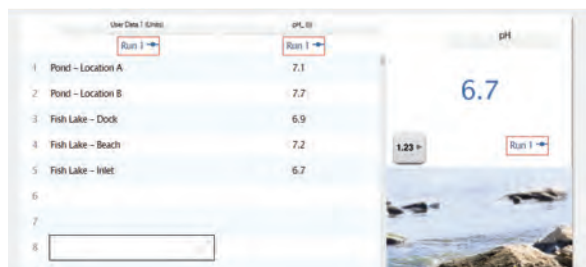 User Data 1 (Units) pH, (I)
Run 1 Run 1
pH
1 Pond – Location A 7.1
2 Pond – Location B 7.7
6.7
3 Fish Lake – Dock 6.9
4 Fish Lake – Beach 7.2
1.23
Run 1
5 Fish Lake – Inlet 6.7
6
7
8